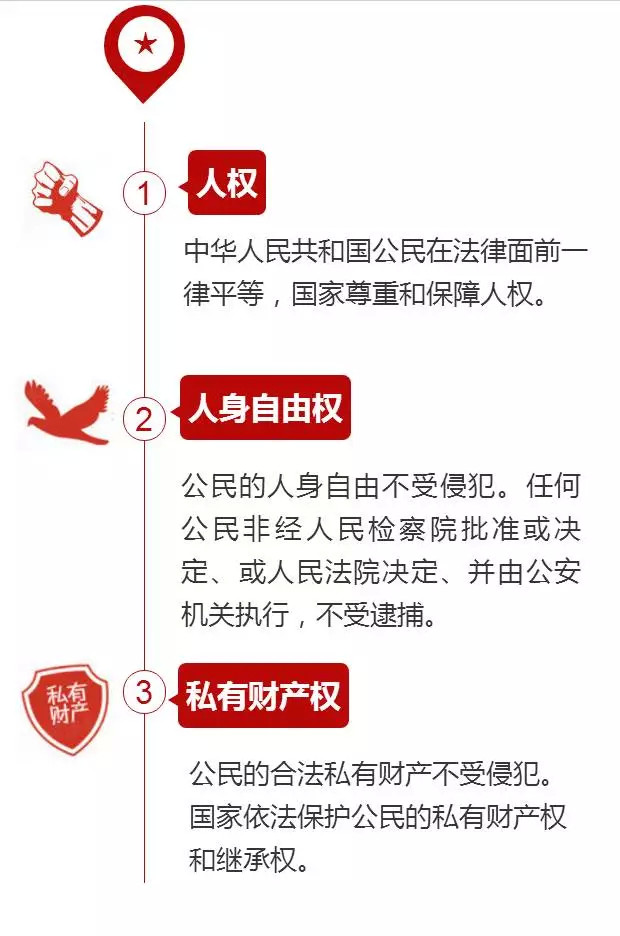 1
人权
中华人民共和国公民在法律面前一
律平等，国家尊重和保障人权。
2
人身自由权
公民的人身自由不受侵犯。任何
公民非经人民检察院批准或决
定、或人民法院决定、并由公安
机关执行，不受逮捕。
私有
财产
3
私有财产权
公民的合法私有财产不受侵犯。
国家依法保护公民的私有财产权
和继承权。